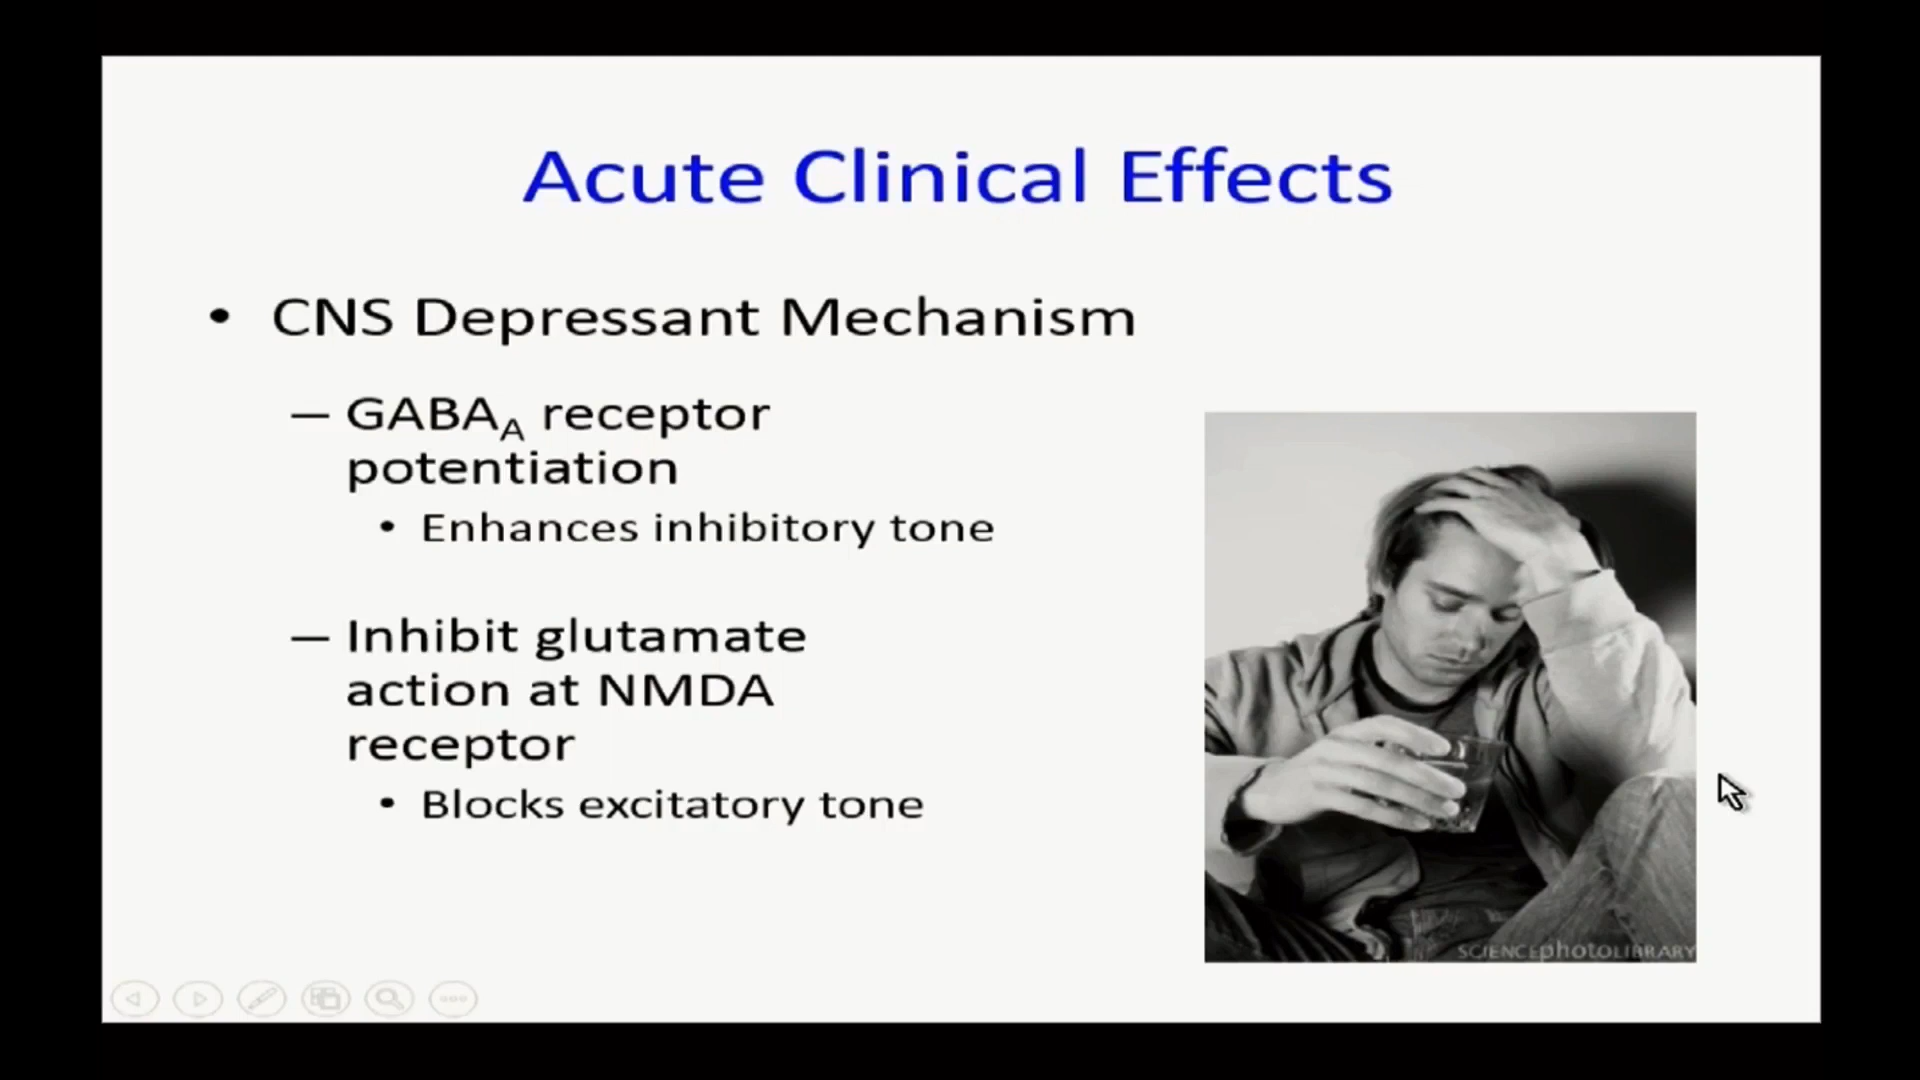 Acute Clinical Effects
• CNS Depressant Mechanism
– GABAA receptor
potentiation
• Enhances inhibitory tone
– Inhibit glutamate
action at NMDA
receptor
• Blocks excitatory tone
SCIENCEphotoLIBRARY